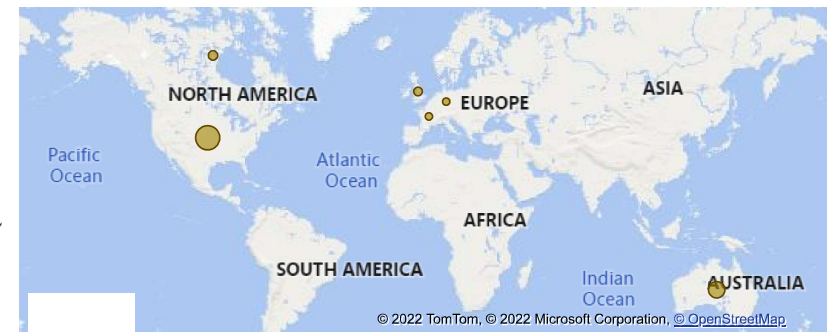 NORTH AMERICA
EUROPE
ASIA
Pacific
Ocean
Atlantic
Ocean
AFRICA
SOUTH AMERICA
Indian
Ocean
AUSTRALIA
© 2022 TomTom, © 2022 Microsoft Corporation, © OpenStreetMap